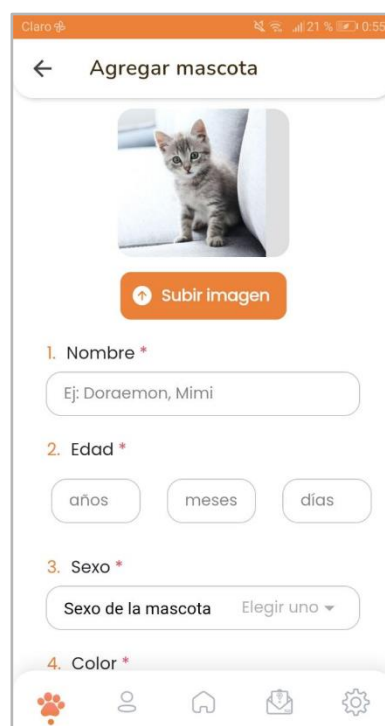 Claro 21 % 0:55
Agregar mascota
Subir imagen
1. Nombre *
Ej: Doraemon, Mimi
2. Edad *
años meses días
3. Sexo *
Sexo de la mascota Elegir uno
4. Color *